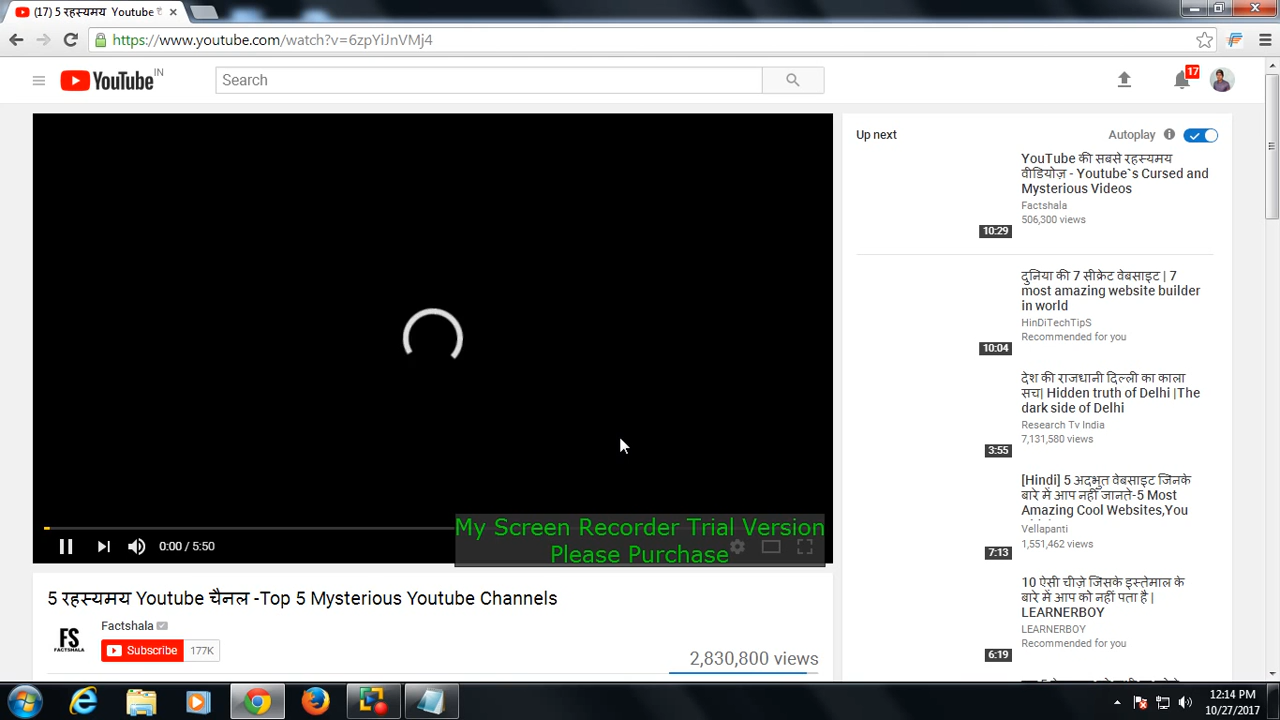 (17) 5 रहस्यमय Youtube
https://www.youtube.com/watch?v=6zpYiJnVMj4
YouTube IN
Search
17
Up next
Autoplay
YouTube की सबसे रहस्यमय
वीडियोज़ - Youtube`s Cursed and
Mysterious Videos
Factshala
506,300 views
10:29
दुनिया की 7 सीक्रेट वेबसाइट | 7
most amazing website builder
in world
HinDiTechTipS
Recommended for you
10:04
देश की राजधानी दिल्ली का काला
सच| Hidden truth of Delhi |The
dark side of Delhi
Research Tv India
7,131,580 views
3:55
[Hindi] 5 अद्भुत वेबसाइट जिनके
बारे में आप नहीं जानते-5 Most
Amazing Cool Websites,You
Vellapanti
1,551,462 views
7:13
10 ऐसी चीज़े जिसके इस्तेमाल के
बारे में आप को नहीं पता है |
LEARNERBOY
LEARNERBOY
Recommended for you
6:19
My Screen Recorder Trial Version
Please Purchase
0:00 / 5:50
5 रहस्यमय Youtube चैनल -Top 5 Mysterious Youtube Channels
FS
FACTSHALA
Factshala
Subscribe 177K
2,830,800 views
12:14 PM
10/27/2017